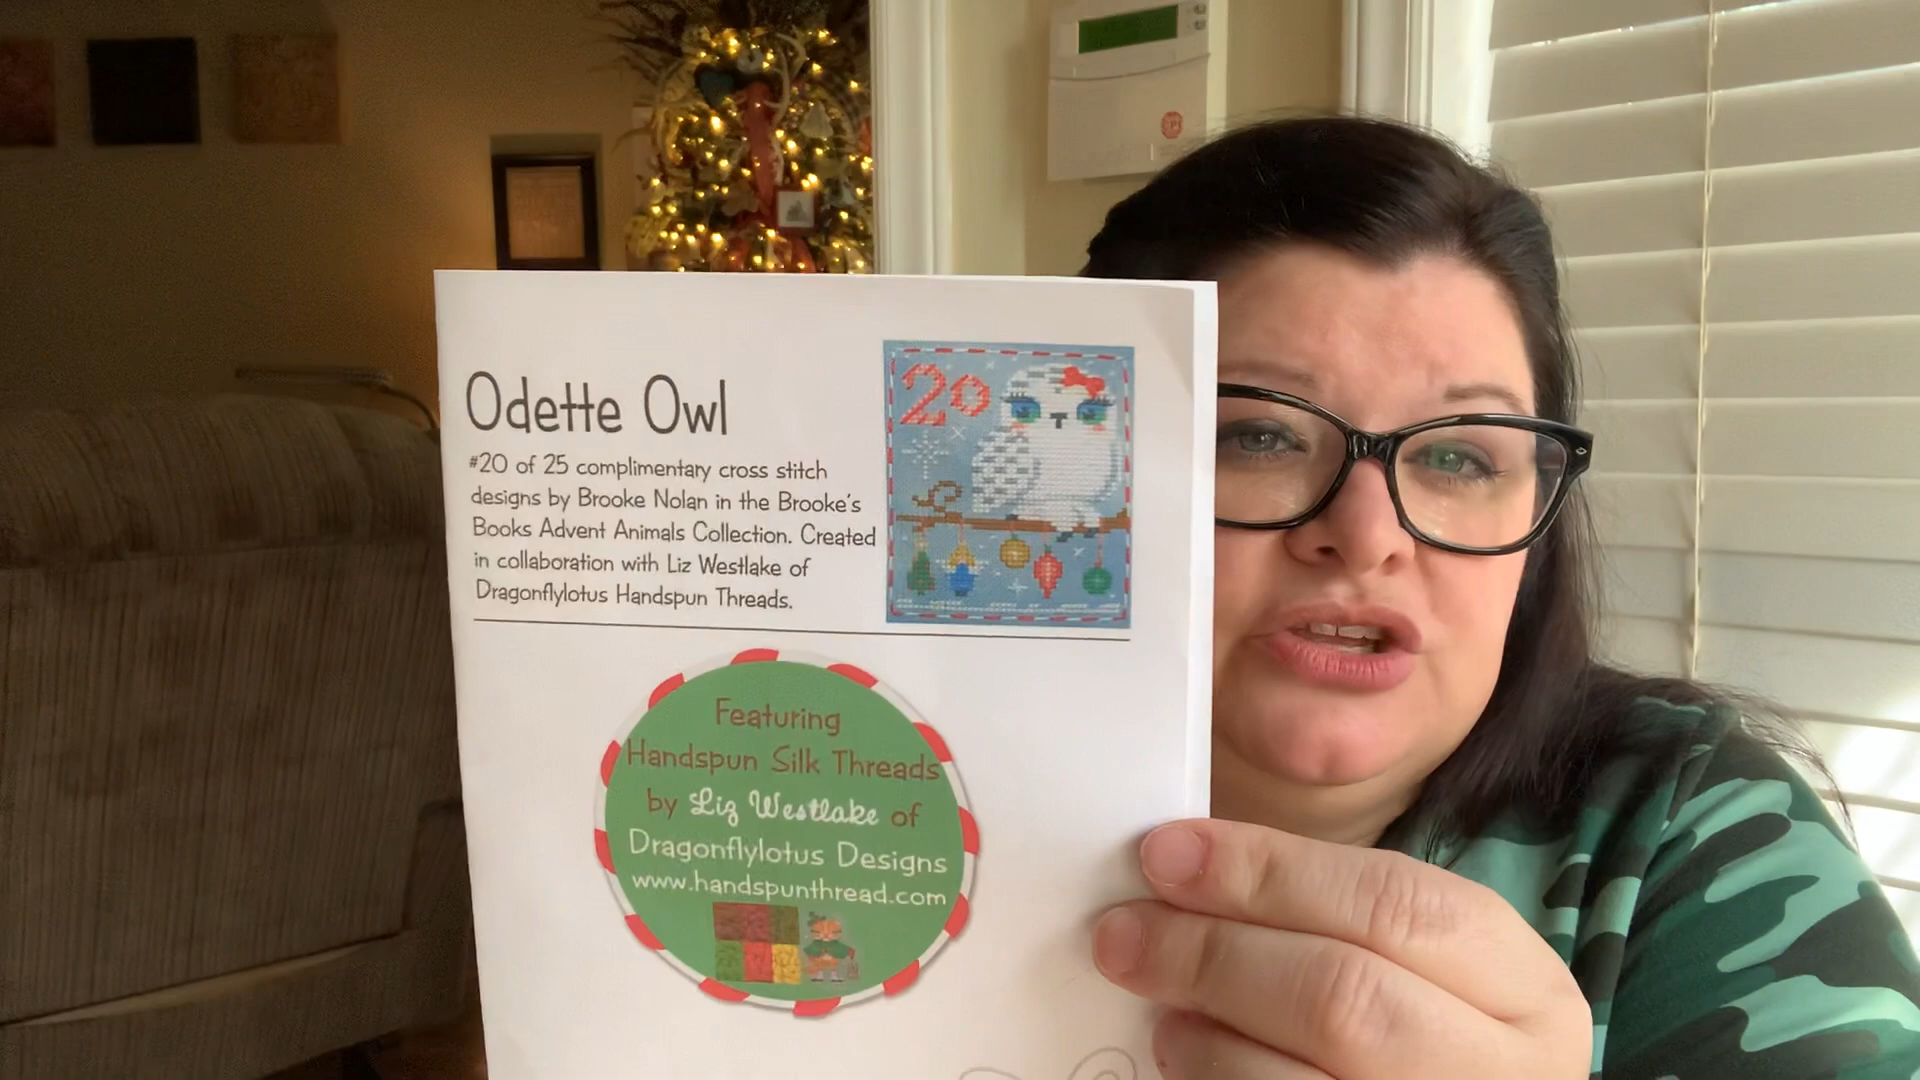 Odette Owl
#20 of 25 complimentary cross stitch
designs by Brooke Nolan in the Brooke's
Books Advent Animals Collection. Created
in collaboration with Liz Westlake of
Dragonflylotus Handspun Threads.
20
Featuring
Handspun Silk Threads
by Liz Westlake of
Dragonflylotus Designs
www.handspunthread.com